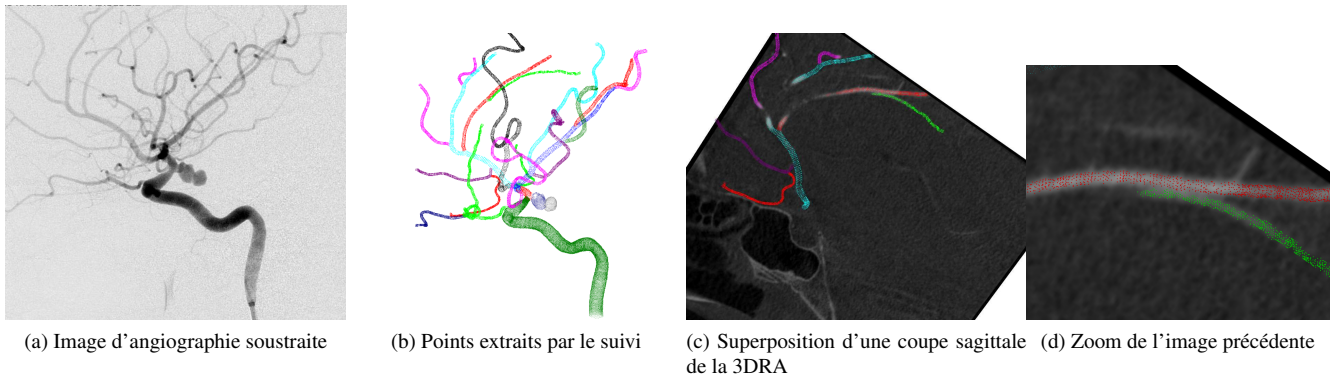 (a) Image d'angiographie soustraite
(b) Points extraits par le suivi
(c) Superposition d'une coupe sagittale
de la 3DRA
(d) Zoom de l'image précédente